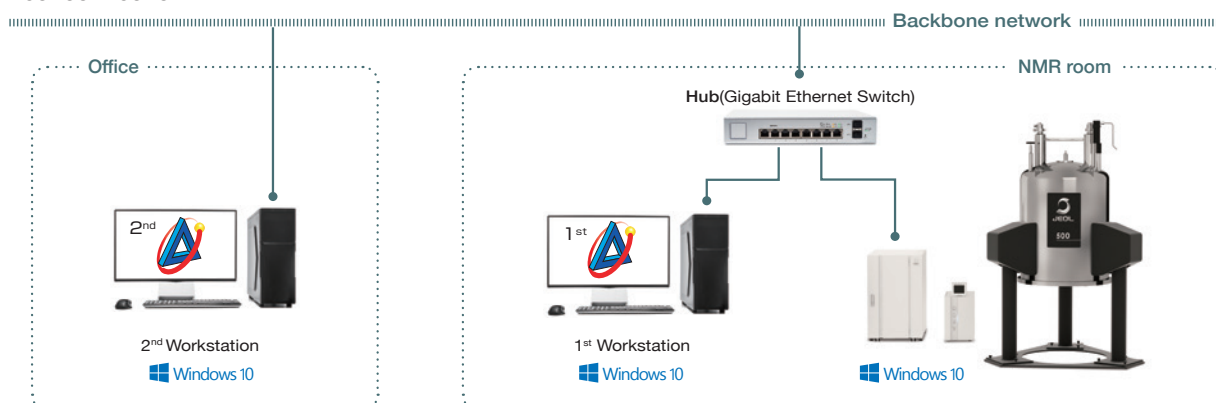 Backbone network
Office
NMR room
Hub(Gigabit Ethernet Switch)
2nd
1st
JEOL
500
2nd Workstation
1st Workstation
Windows 10
Windows 10
Windows 10